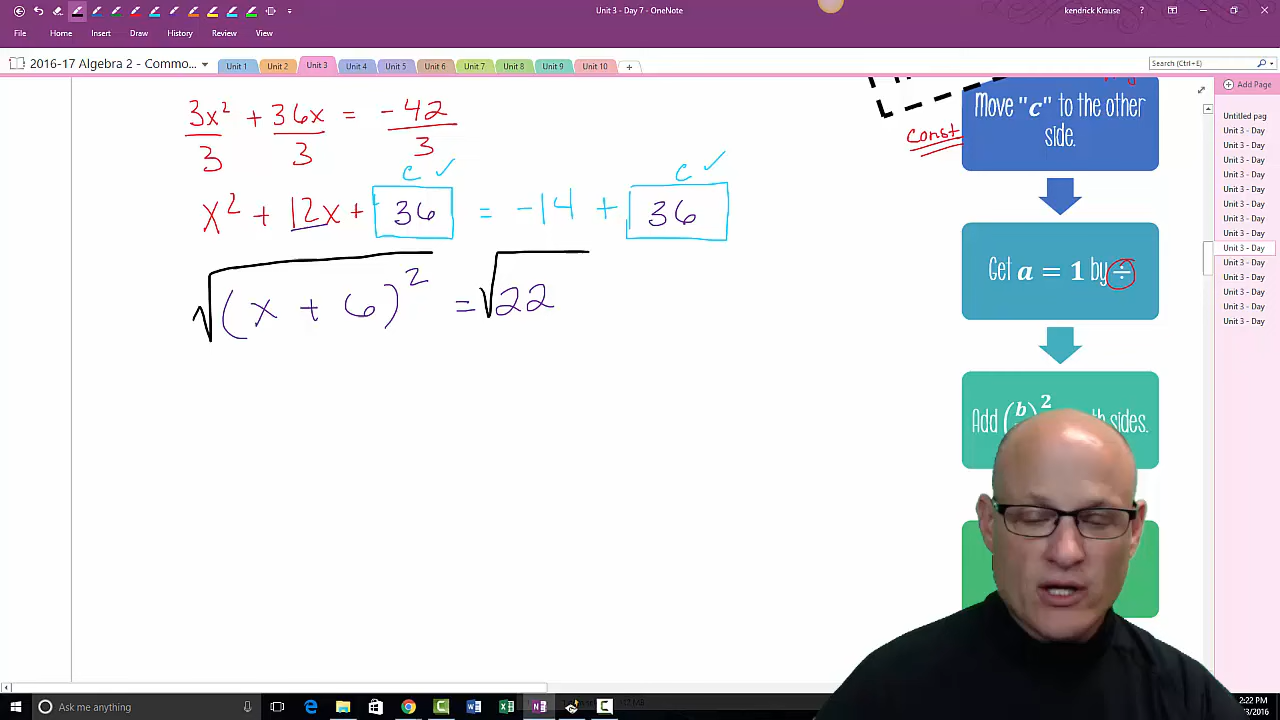 Unit 3 - Day 7 - OneNote
kendrick Krause
?
File Home Insert Draw History Review View
2016-17 Algebra 2 - Commo...
Unit 1 Unit 2 Unit 3 Unit 4 Unit 5 Unit 6 Unit 7 Unit 8 Unit 9 Unit 10 +
Search (Ctrl+E)
Add Page
Untitled pag
Unit 3 - Day
Unit 3 - Day
Unit 3 - Day
Unit 3 - Day
Unit 3 - Day
Unit 3 - Day
Unit 3 - Day
Unit 3 - Day
Unit 3 - Day
Unit 3 - Day
Unit 3 - Day
Unit 3 - Day
Unit 3 - Day
Unit 3 - Day
3x² + 36x = -42
3 3 3
c ✓ c ✓
x² + 12x + 36 = -14 + 36
√(x + 6)² = √22
const
Move "c" to the other
side.
Get a = 1 by ÷
Add (b)² sides.
Ask me anything
2:22 PM